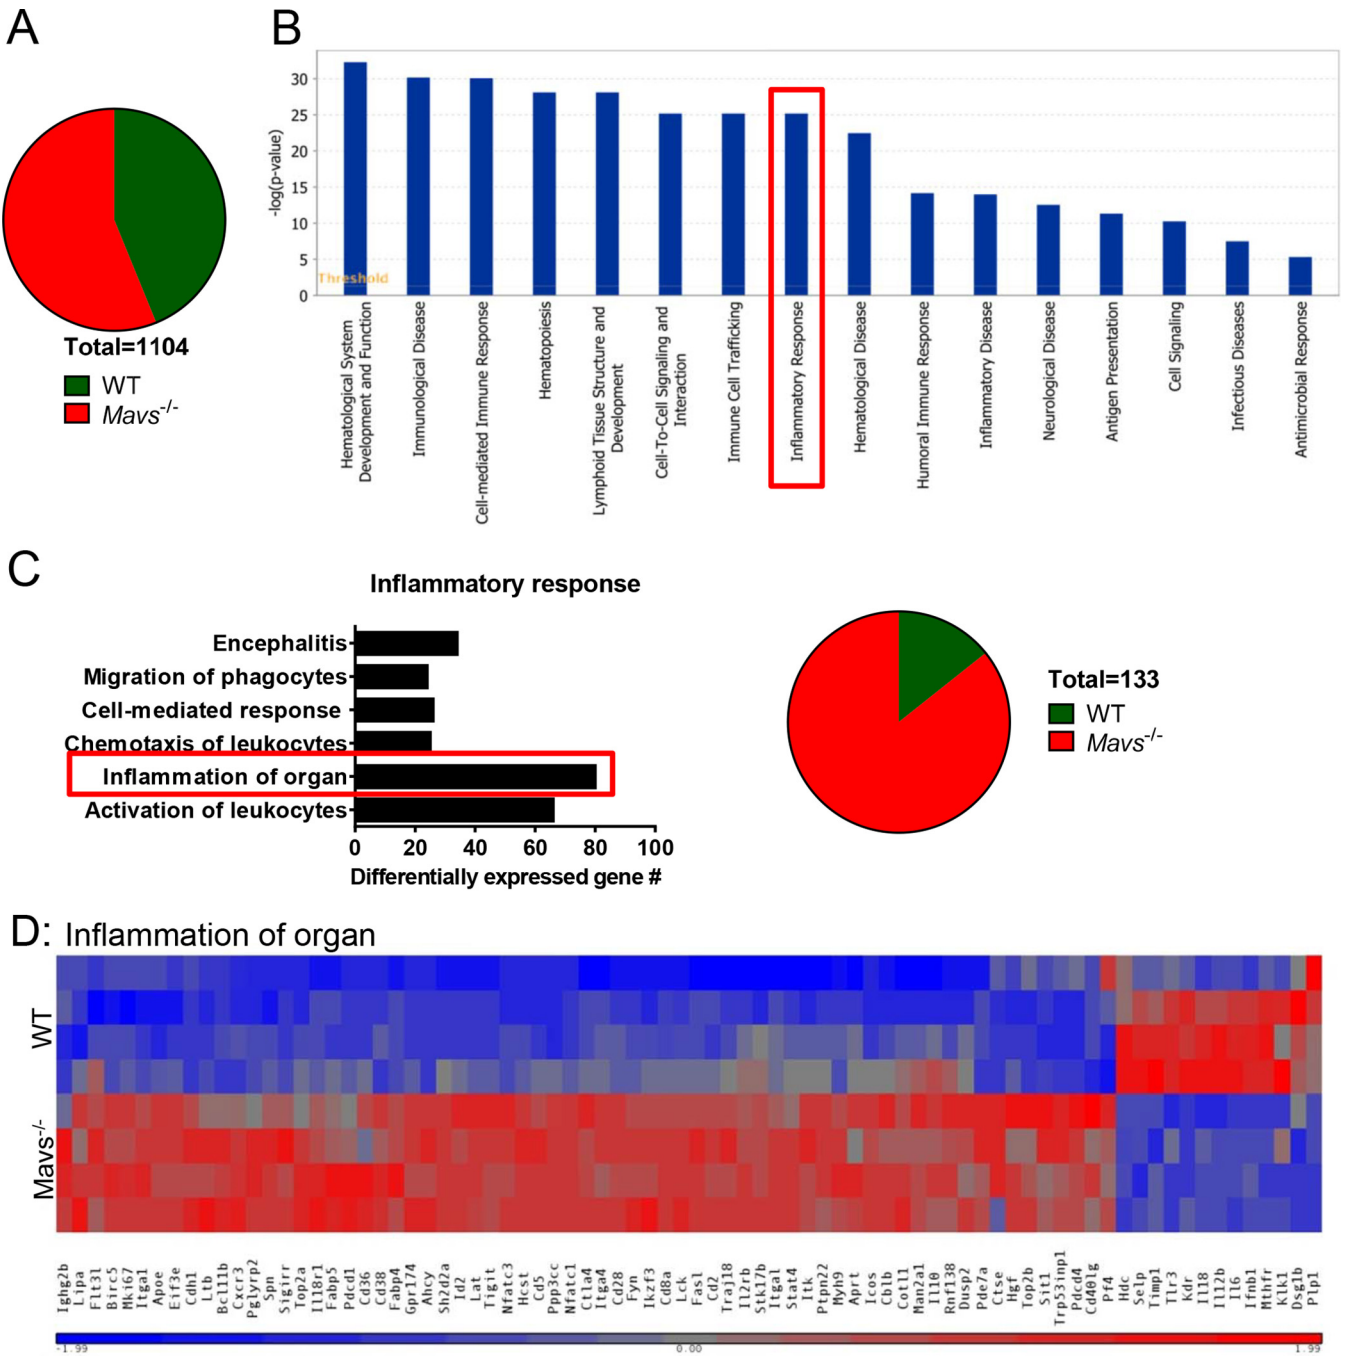 A
Total=1104
WT
Mavs-/-
B
-log(p-value)
30
25
20
15
10
5
0
Threshold
Hematological System
Development and Function
Immunological Disease
Cell-mediated Immune Response
Hematopoiesis
Lymphoid Tissue Structure and
Development
Cell-To-Cell Signaling and
Interaction
Immune Cell Trafficking
Inflammatory Response
Hematological Disease
Humoral Immune Response
Inflammatory Disease
Neurological Disease
Antigen Presentation
Cell Signaling
Infectious Diseases
Antimicrobial Response
C
Inflammatory response
Encephalitis
Migration of phagocytes
Cell-mediated response
Chemotaxis of leukocytes
Inflammation of organ
Activation of leukocytes
0 20 40 60 80 100
Differentially expressed gene #
Total=133
WT
Mavs-/-
D: Inflammation of organ
WT
Mavs-/-
Ighg2b
Lipa
Flt3l
Birc5
Mki67
Itga1
Apoe
Eif3e
Cdh1
Ltb
Bcl11b
Cxcr3
Pglyrp2
Spn
Sigirr
Top2a
Il18r1
Fabp5
Pdcd1
Cd36
Cd38
Fabp4
Gpr174
Ahcy
Sh2d2a
Id2
Lat
Tigit
Nfatc3
Hcst
Cd5
Ppp3cc
Nfatc1
Ctla4
Itga4
Cd28
Fyn
Ikzf3
Cd8a
Lck
Fasl
Cd2
Traj18
Il2rb
Stk17b
Itgal
Stat4
Itk
Ptpn22
Myh9
Aprt
Icos
Cblb
Cotl1
Man2a1
Il10
Rnf138
Dusp2
Pde7a
Ctse
Hgf
Top2b
Sit1
Trp53inp1
Pdcd4
Cd40lg
Pf4
Hdc
Selp
Timp1
Tlr3
Kdr
Il18
Il12b
Il6
Ifnb1
Mthfr
Klk1
Dsg1b
Plp1
-1.99 0.00 1.99